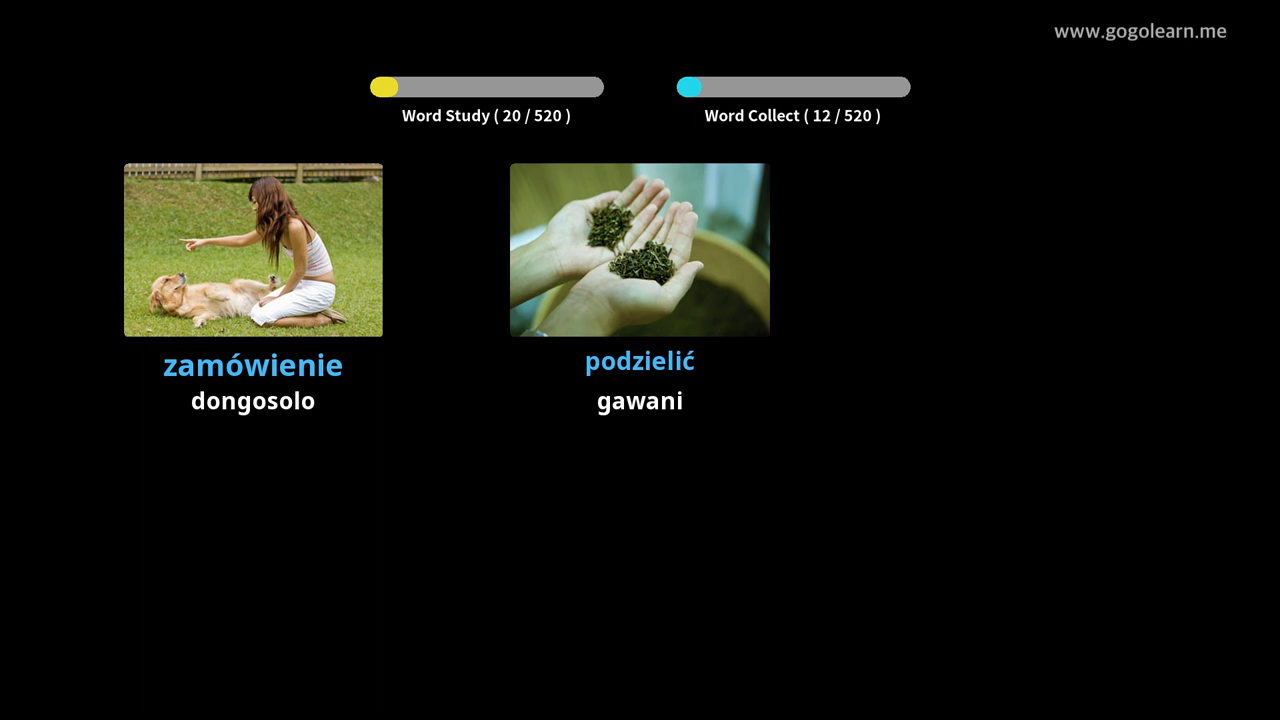 www.gogolearn.me
Word Study ( 20 / 520 )
Word Collect ( 12 / 520 )
zamówienie
dongosolo
podzielić
gawani